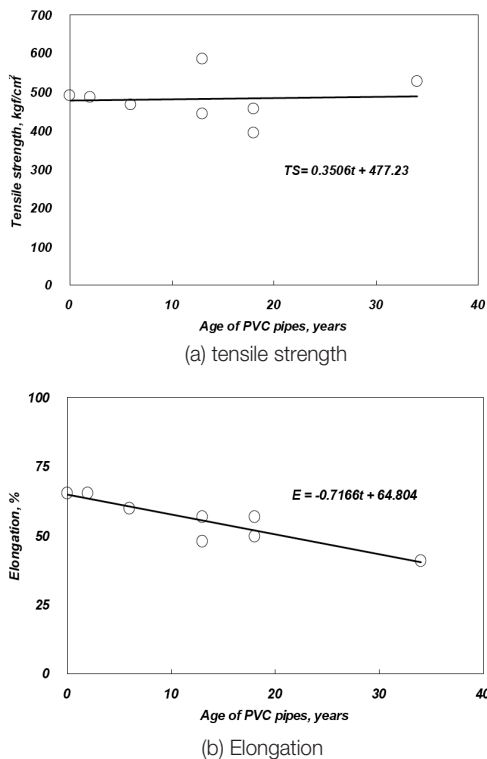 700
600
500
400
300
200
100
0
Tensile strength, kgf/cm²
TS= 0.3506t + 477.23
0 10 20 30 40
Age of PVC pipes, years
(a) tensile strength
100
75
50
25
0
Elongation, %
E = -0.7166t + 64.804
0 10 20 30 40
Age of PVC pipes, years
(b) Elongation